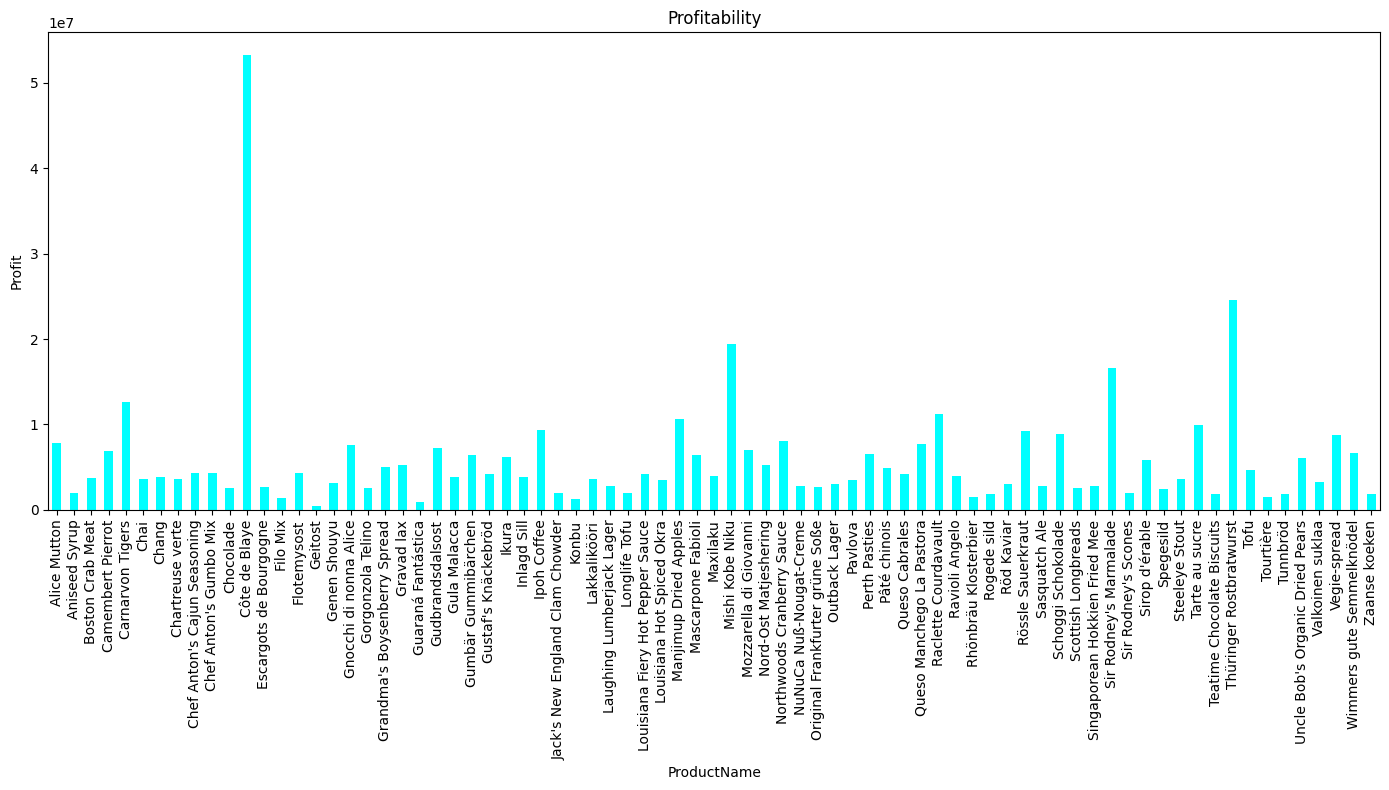 Profitability
1e7
5
4
3
2
1
0
Profit
Alice Mutton
Aniseed Syrup
Boston Crab Meat
Camembert Pierrot
Carnarvon Tigers
Chai
Chang
Chartreuse verte
Chef Anton's Cajun Seasoning
Chef Anton's Gumbo Mix
Chocolade
Côte de Blaye
Escargots de Bourgogne
Filo Mix
Flotemysost
Geitost
Genen Shouyu
Gnocchi di nonna Alice
Gorgonzola Telino
Grandma's Boysenberry Spread
Gravad lax
Guaraná Fantástica
Gudbrandsdalsost
Gula Malacca
Gumbär Gummibärchen
Gustaf's Knäckebröd
Ikura
Inlagd Sill
Ipoh Coffee
Jack's New England Clam Chowder
Konbu
Lakkalikööri
Laughing Lumberjack Lager
Longlife Tofu
Louisiana Fiery Hot Pepper Sauce
Louisiana Hot Spiced Okra
Manjimup Dried Apples
Mascarpone Fabioli
Maxilaku
Mishi Kobe Niku
Mozzarella di Giovanni
Nord-Ost Matjeshering
Northwoods Cranberry Sauce
NuNuCa Nuß-Nougat-Creme
Original Frankfurter grüne Soße
Outback Lager
Pavlova
Perth Pasties
Pâté chinois
Queso Cabrales
Queso Manchego La Pastora
Raclette Courdavault
Ravioli Angelo
Rhönbräu Klosterbier
Rogede sild
Röd Kaviar
Rössle Sauerkraut
Sasquatch Ale
Schoggi Schokolade
Scottish Longbreads
Singaporean Hokkien Fried Mee
Sir Rodney's Marmalade
Sir Rodney's Scones
Sirop d'érable
Spegesild
Steeleye Stout
Tarte au sucre
Teatime Chocolate Biscuits
Thüringer Rostbratwurst
Tofu
Tourtière
Tunnbröd
Uncle Bob's Organic Dried Pears
Valkoinen suklaa
Vegie-spread
Wimmers gute Semmelknödel
Zaanse koeken
ProductName